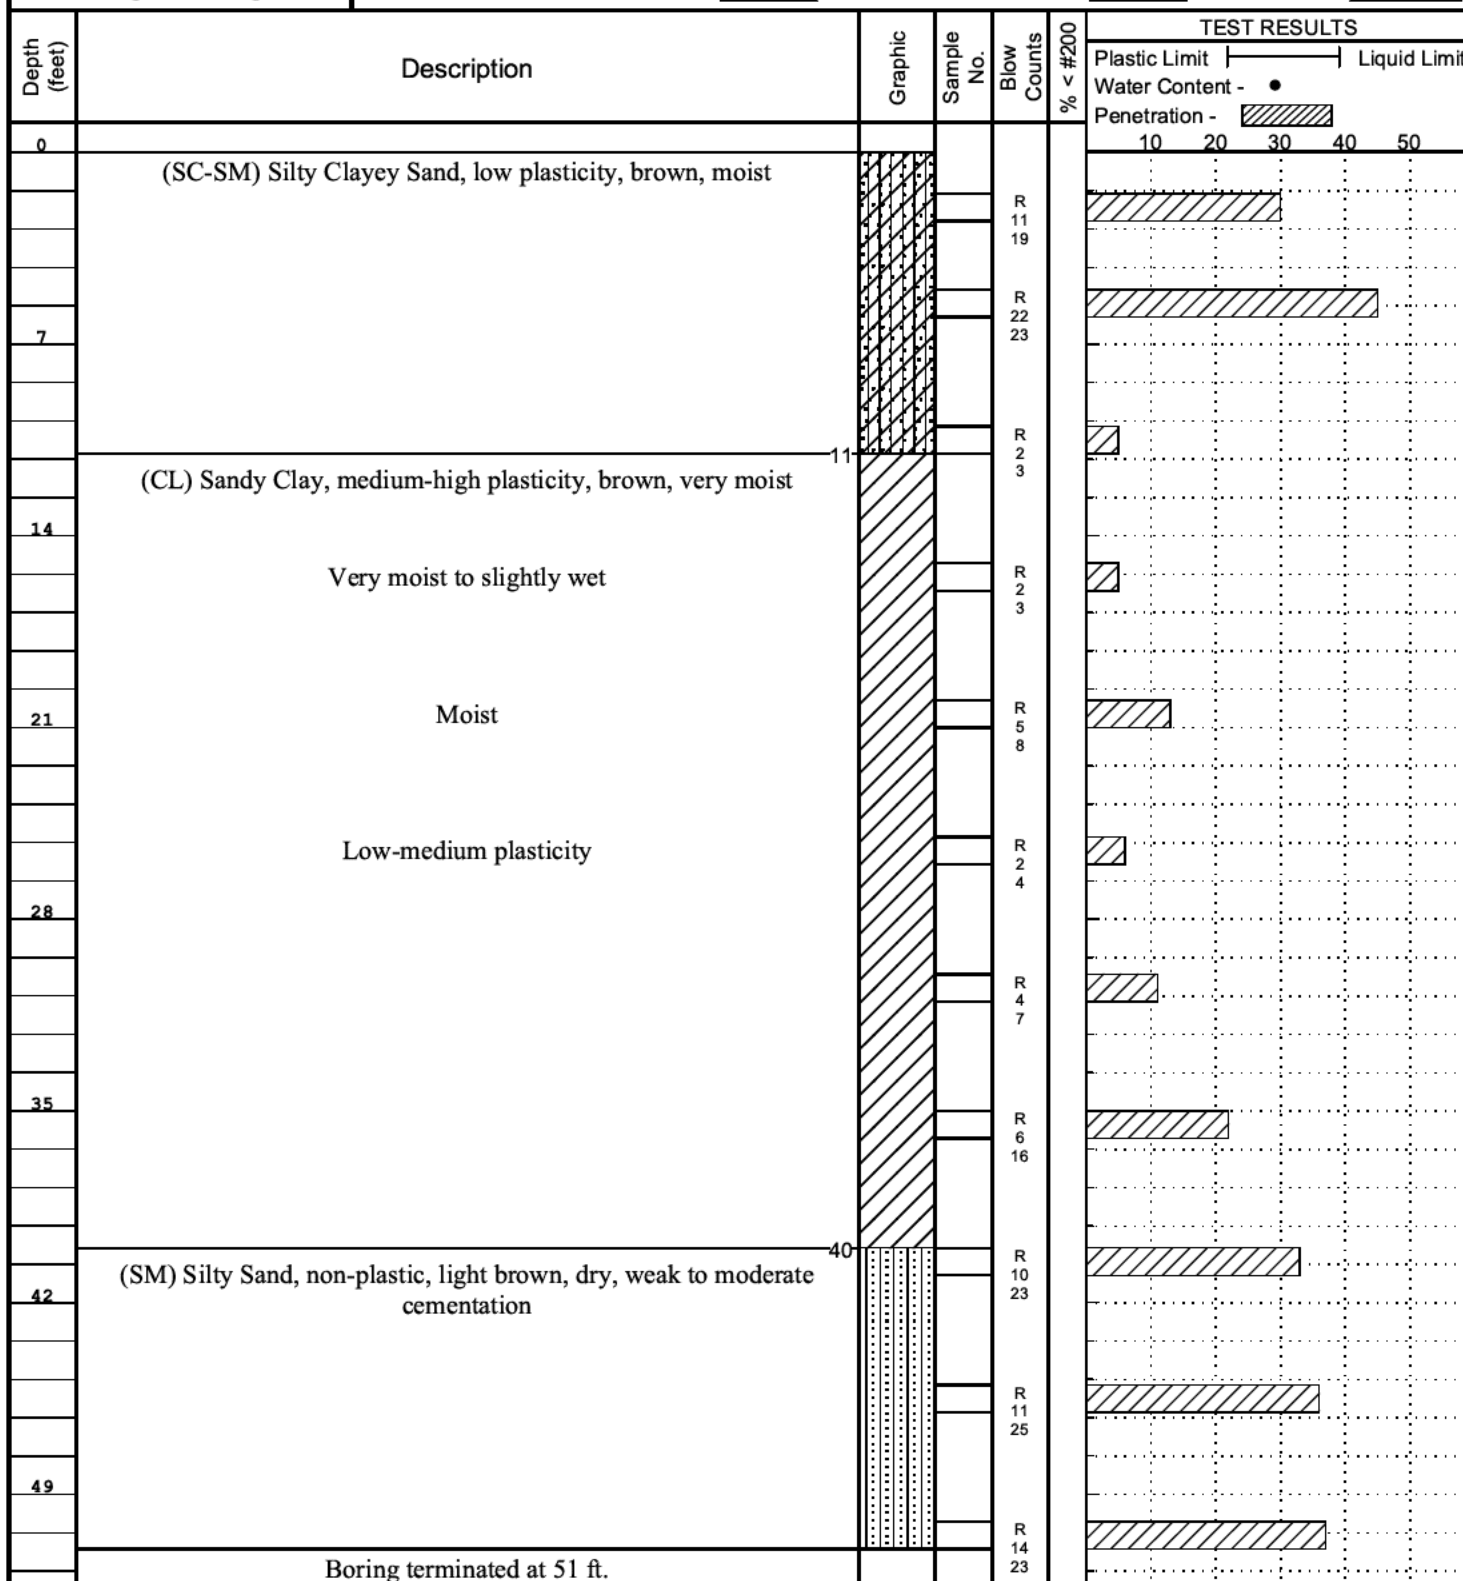 Depth
(feet)
Description
Graphic
Sample
No.
Blow
Counts
% < #200
TEST RESULTS
Plastic Limit
Liquid Limit
Water Content -
Penetration -
10 20 30 40 50
0
(SC-SM) Silty Clayey Sand, low plasticity, brown, moist
R
11
19
R
22
23
7
R
2
3
11
(CL) Sandy Clay, medium-high plasticity, brown, very moist
14
Very moist to slightly wet
R
2
3
21
Moist
R
5
8
Low-medium plasticity
R
2
4
28
R
4
7
35
R
6
16
40
(SM) Silty Sand, non-plastic, light brown, dry, weak to moderate
cementation
R
10
23
42
R
11
25
49
R
14
23
Boring terminated at 51 ft.